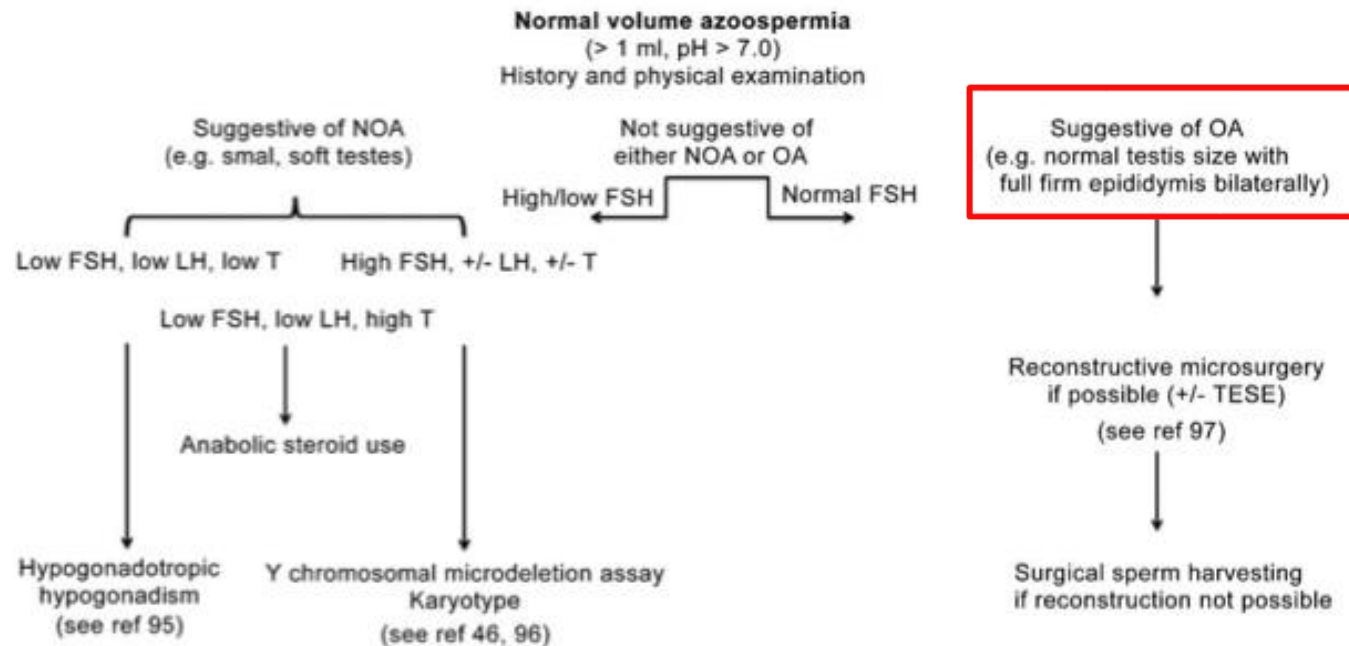 Normal volume azoospermia
(> 1 ml, pH > 7.0)
History and physical examination
Suggestive of NOA
(e.g. smal, soft testes)
Not suggestive of
either NOA or OA
Suggestive of OA
(e.g. normal testis size with
full firm epididymis bilaterally)
High/low FSH
Normal FSH
Low FSH, low LH, low T
High FSH, +/- LH, +/- T
Low FSH, low LH, high T
Reconstructive microsurgery
if possible (+/- TESE)
(see ref 97)
Anabolic steroid use
Hypogonadotropic
hypogonadism
(see ref 95)
Y chromosomal microdeletion assay
Karyotype
(see ref 46, 96)
Surgical sperm harvesting
if reconstruction not possible